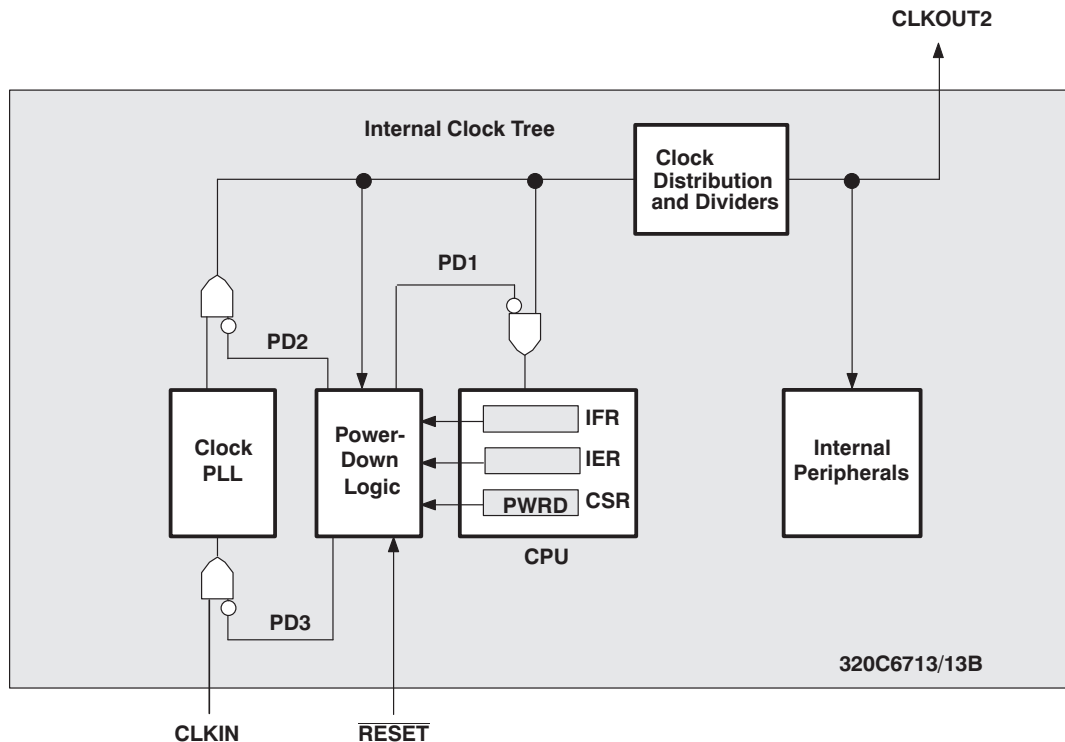 CLKOUT2
Internal Clock Tree
Clock
Distribution
and Dividers
PD1
PD2
Clock
PLL
Power-
Down
Logic
IFR
IER
PWRD CSR
CPU
Internal
Peripherals
PD3
320C6713/13B
CLKIN
RESET